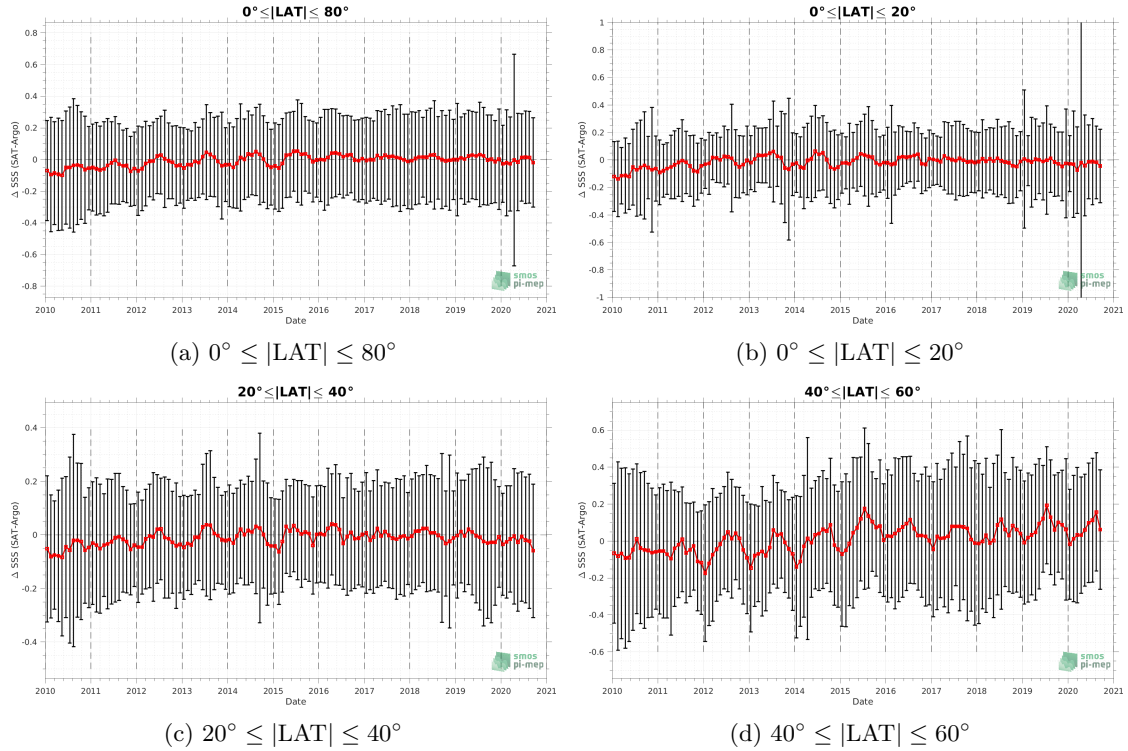 0°≤|LAT|≤ 80°
Δ SSS (SAT-Argo)
0.8
0.6
0.4
0.2
0
-0.2
-0.4
-0.6
-0.8
smos
pi-mep
2010 2011 2012 2013 2014 2015 2016 2017 2018 2019 2020 2021
Date
(a) 0° ≤ |LAT| ≤ 80°
0°≤|LAT|≤ 20°
Δ SSS (SAT-Argo)
1
0.8
0.6
0.4
0.2
0
-0.2
-0.4
-0.6
-0.8
-1
smos
pi-mep
2010 2011 2012 2013 2014 2015 2016 2017 2018 2019 2020 2021
Date
(b) 0° ≤ |LAT| ≤ 20°
20°≤|LAT|≤ 40°
Δ SSS (SAT-Argo)
0.4
0.2
0
-0.2
-0.4
smos
pi-mep
2010 2011 2012 2013 2014 2015 2016 2017 2018 2019 2020 2021
Date
(c) 20° ≤ |LAT| ≤ 40°
40°≤|LAT|≤ 60°
Δ SSS (SAT-Argo)
0.6
0.4
0.2
0
-0.2
-0.4
-0.6
smos
pi-mep
2010 2011 2012 2013 2014 2015 2016 2017 2018 2019 2020 2021
Date
(d) 40° ≤ |LAT| ≤ 60°